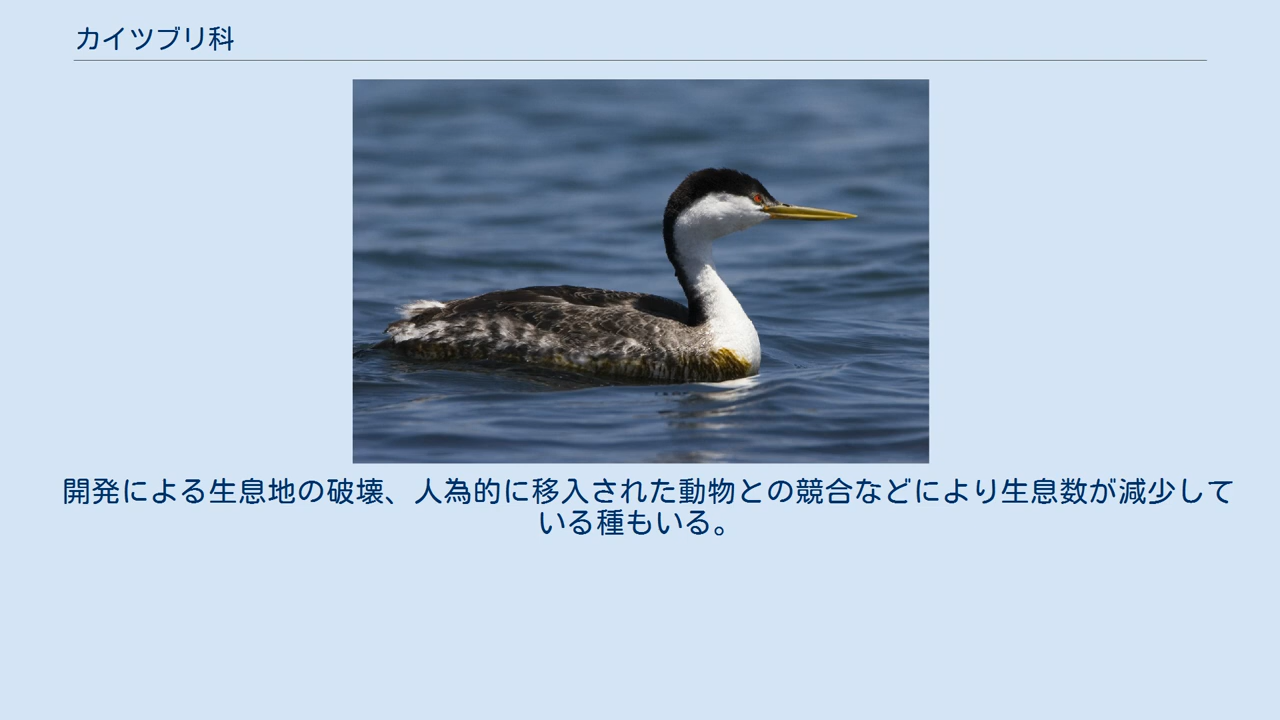 カイツブリ科
開発による生息地の破壊、人為的に移入された動物との競合などにより生息数が減少して
いる種もいる。